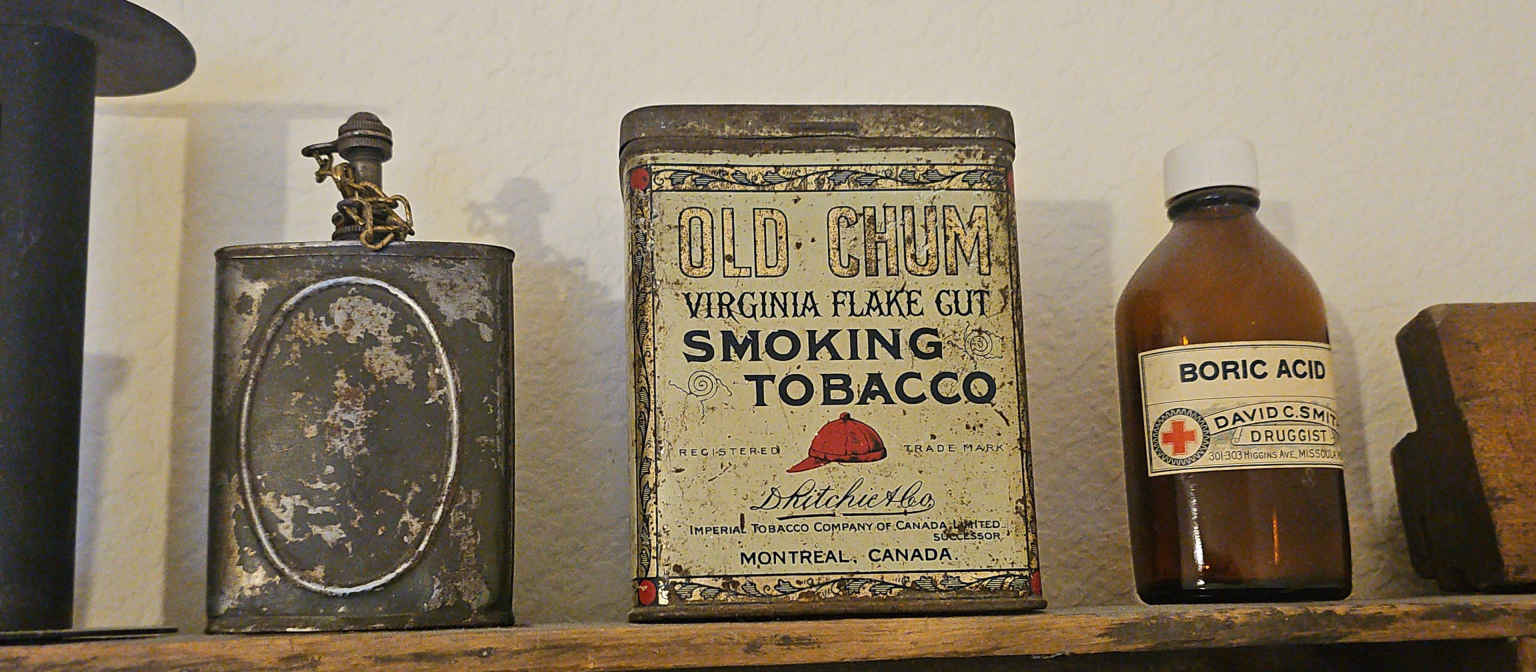 OLD CHUM
VIRGINIA FLAKE CUT
SMOKING
TOBACCO
REGISTERED TRADE MARK
D. Ritchie & Co.
IMPERIAL TOBACCO COMPANY OF CANADA, LIMITED
SUCCESSOR
MONTREAL, CANADA.
BORIC ACID
DAVID C. SMIT
DRUGGIST
301-303 HIGGINS AVE, MISSOULA